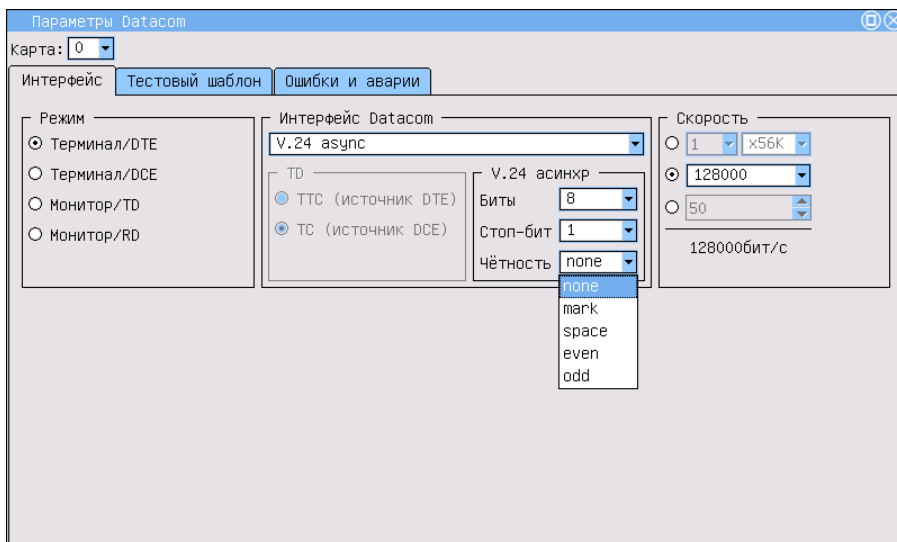 Параметры Datacom
Карта: 0
Интерфейс Тестовый шаблон Ошибки и аварии
Режим
Терминал/DTE
Терминал/DCE
Монитор/TD
Монитор/RD
Интерфейс Datacom
V.24 async
TD
TTC (источник DTE)
TC (источник DCE)
V.24 асинхр
Биты 8
Стоп-бит 1
Чётность none
none
mark
space
even
odd
Скорость
1 x56K
128000
50
128000бит/с